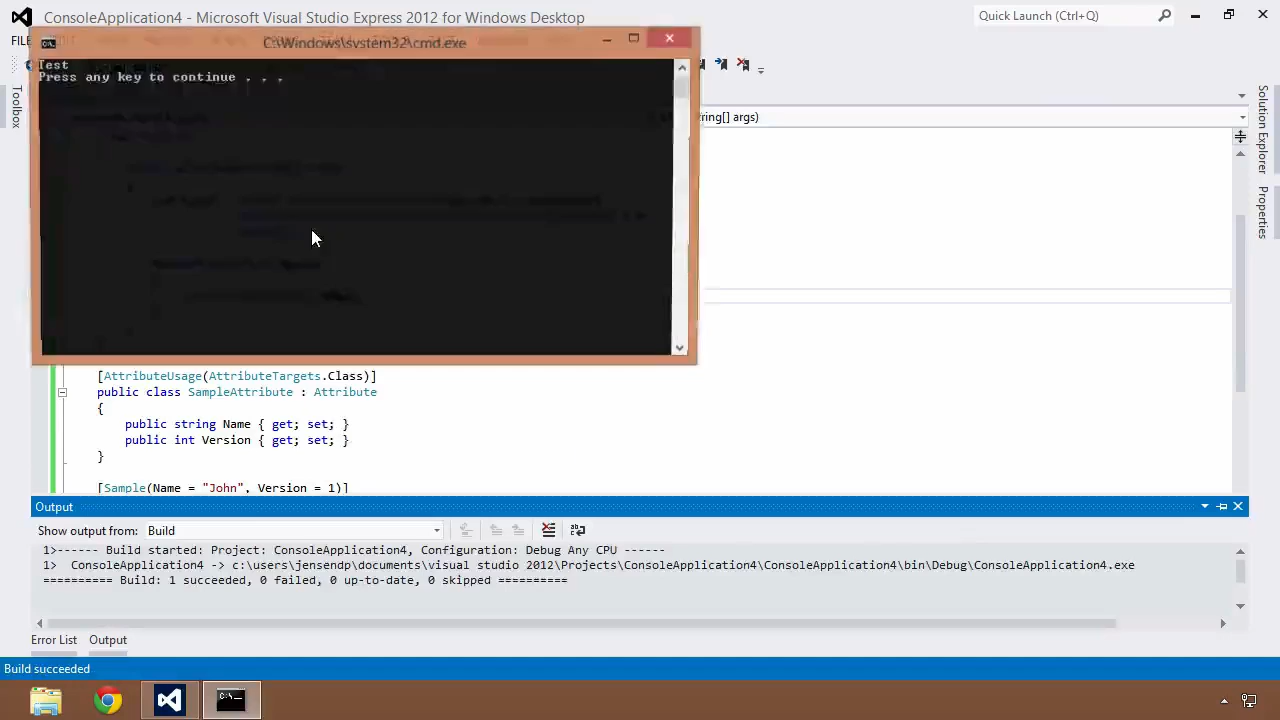 ConsoleApplication4 - Microsoft Visual Studio Express 2012 for Windows Desktop
Quick Launch (Ctrl+Q)
FILE
C:\Windows\system32\cmd.exe
Test
Press any key to continue . . .
Toolbox
tring[] args)
Solution Explorer
Properties
[AttributeUsage(AttributeTargets.Class)]
public class SampleAttribute : Attribute
{
public string Name { get; set; }
public int Version { get; set; }
}
[Sample(Name = "John", Version = 1)]
Output
Show output from: Build
1>------ Build started: Project: ConsoleApplication4, Configuration: Debug Any CPU ------
1>  ConsoleApplication4 -> c:\users\jensendp\documents\visual studio 2012\Projects\ConsoleApplication4\ConsoleApplication4\bin\Debug\ConsoleApplication4.exe
========== Build: 1 succeeded, 0 failed, 0 up-to-date, 0 skipped ==========
Error List Output
Build succeeded